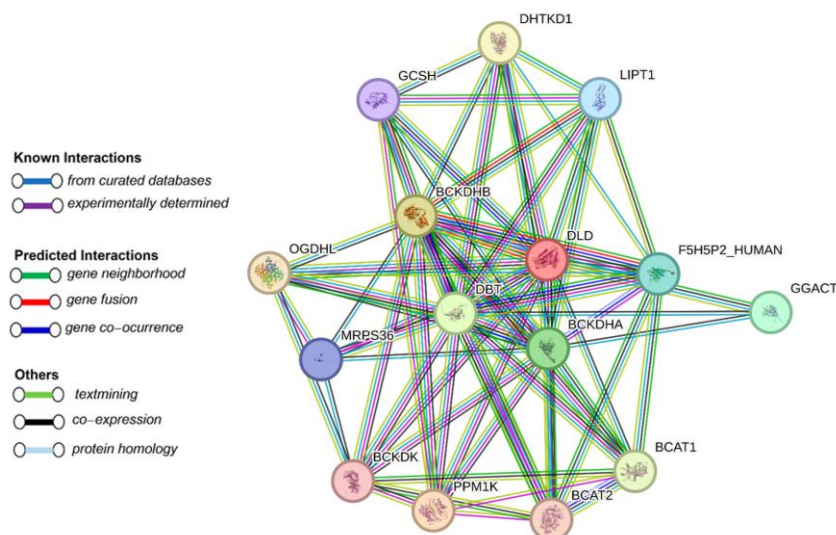 DHTKD1
GCSH
LIPT1
Known Interactions
from curated databases
experimentally determined
BCKDHB
DLD
OGDHL
F5H5P2_HUMAN
Predicted Interactions
gene neighborhood
gene fusion
gene co-ocurrence
DBT
GGACT
MRPS36
BCKDHA
Others
textmining
co-expression
protein homology
BCKDK
PPM1K
BCAT2
BCAT1